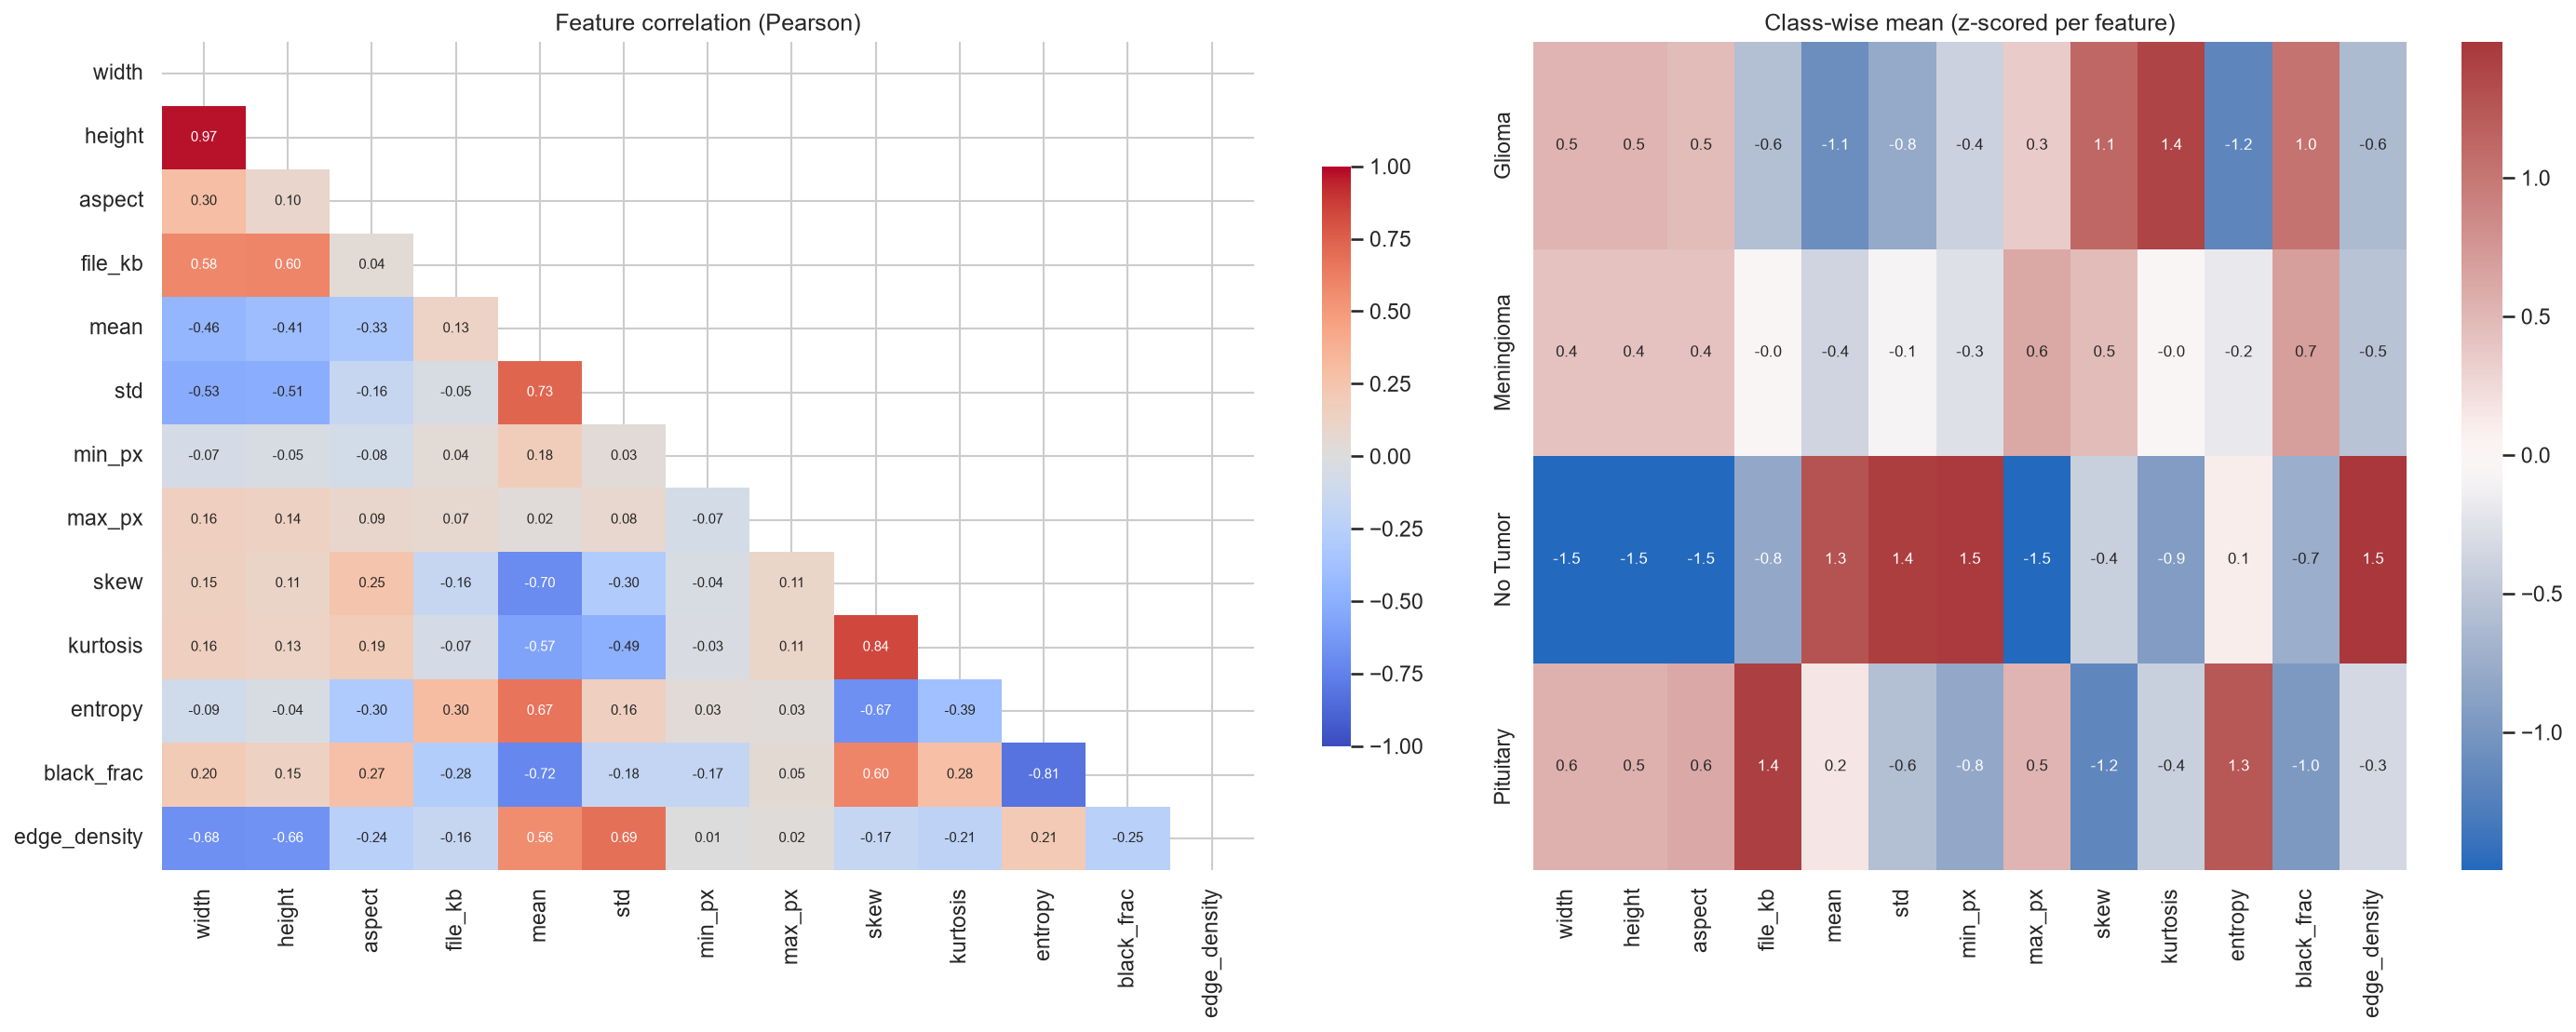 Feature correlation (Pearson)
width
height 0.97
aspect 0.30 0.10
file_kb 0.58 0.60 0.04
mean -0.46 -0.41 -0.33 0.13
std -0.53 -0.51 -0.16 -0.05 0.73
min_px -0.07 -0.05 -0.08 0.04 0.18 0.03
max_px 0.16 0.14 0.09 0.07 0.02 0.08 -0.07
skew 0.15 0.11 0.25 -0.16 -0.70 -0.30 -0.04 0.11
kurtosis 0.16 0.13 0.19 -0.07 -0.57 -0.49 -0.03 0.11 0.84
entropy -0.09 -0.04 -0.30 0.30 0.67 0.16 0.03 0.03 -0.67 -0.39
black_frac 0.20 0.15 0.27 -0.28 -0.72 -0.18 -0.17 0.05 0.60 0.28 -0.81
edge_density -0.68 -0.66 -0.24 -0.16 0.56 0.69 0.01 0.02 -0.17 -0.21 0.21 -0.25
width height aspect file_kb mean std min_px max_px skew kurtosis entropy black_frac edge_density
1.00
0.75
0.50
0.25
0.00
−0.25
−0.50
−0.75
−1.00
Class-wise mean (z-scored per feature)
Glioma 0.5 0.5 0.5 -0.6 -1.1 -0.8 -0.4 0.3 1.1 1.4 -1.2 1.0 -0.6
Meningioma 0.4 0.4 0.4 -0.0 -0.4 -0.1 -0.3 0.6 0.5 -0.0 -0.2 0.7 -0.5
No Tumor -1.5 -1.5 -1.5 -0.8 1.3 1.4 1.5 -1.5 -0.4 -0.9 0.1 -0.7 1.5
Pituitary 0.6 0.5 0.6 1.4 0.2 -0.6 -0.8 0.5 -1.2 -0.4 1.3 -1.0 -0.3
width height aspect file_kb mean std min_px max_px skew kurtosis entropy black_frac edge_density
1.0
0.5
0.0
−0.5
−1.0